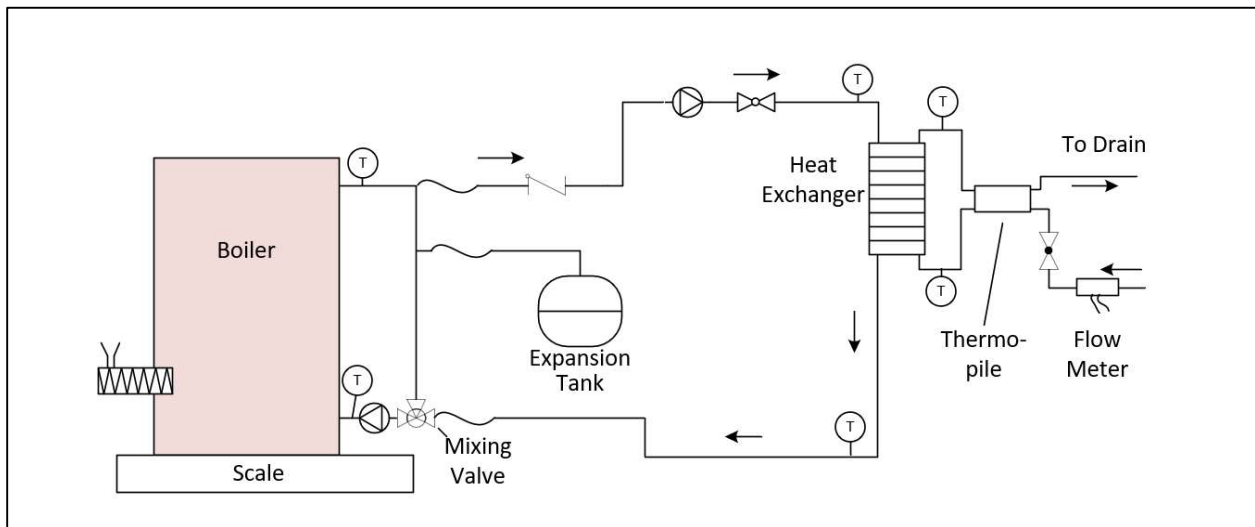 T
T
To Drain
T
Heat
Exchanger
Boiler
T
Thermo-
pile
Flow
Meter
Expansion
Tank
T
T
Mixing
Valve
Scale